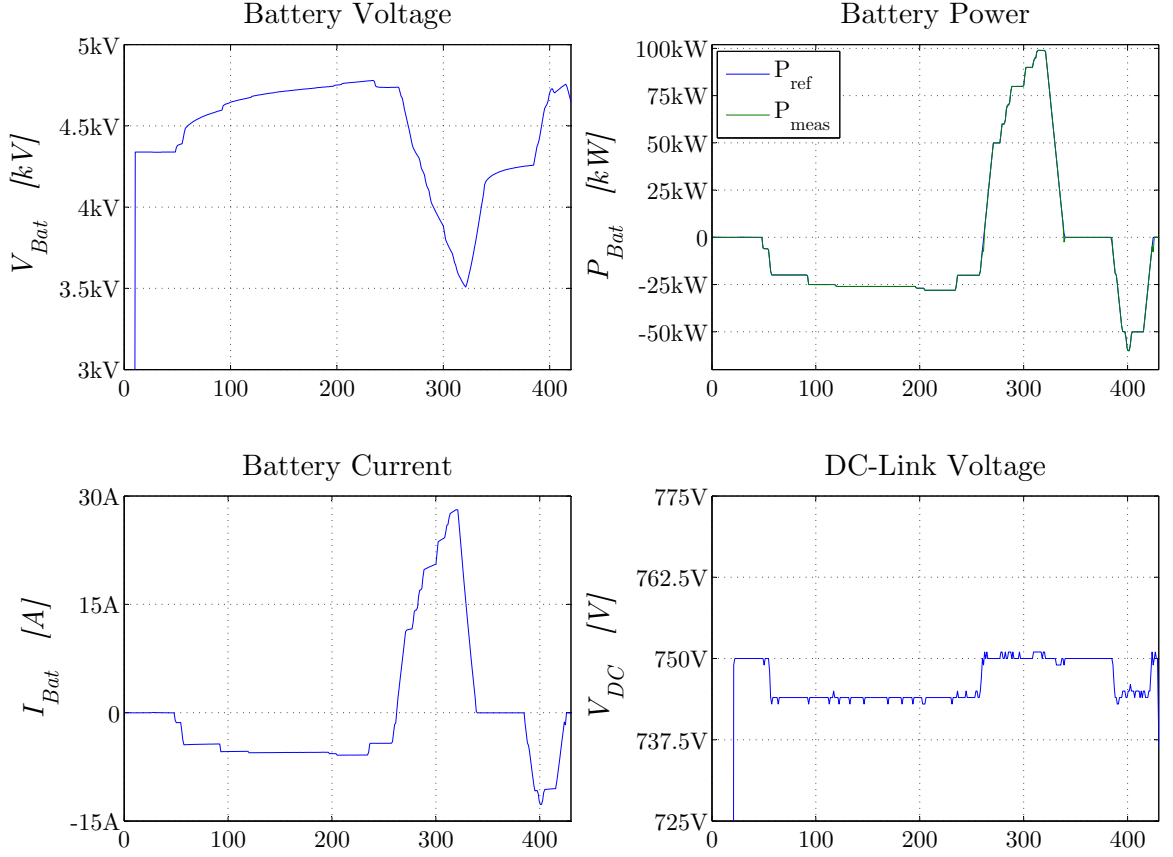 Battery Voltage
5kV
4.5kV
4kV
3.5kV
3kV
V_Bat [kV]
0 100 200 300 400
Battery Power
100kW
75kW
50kW
25kW
0
-25kW
-50kW
P_Bat [kW]
P_ref
P_meas
0 100 200 300 400
Battery Current
30A
15A
0
-15A
I_Bat [A]
0 100 200 300 400
DC-Link Voltage
775V
762.5V
750V
737.5V
725V
V_DC [V]
0 100 200 300 400